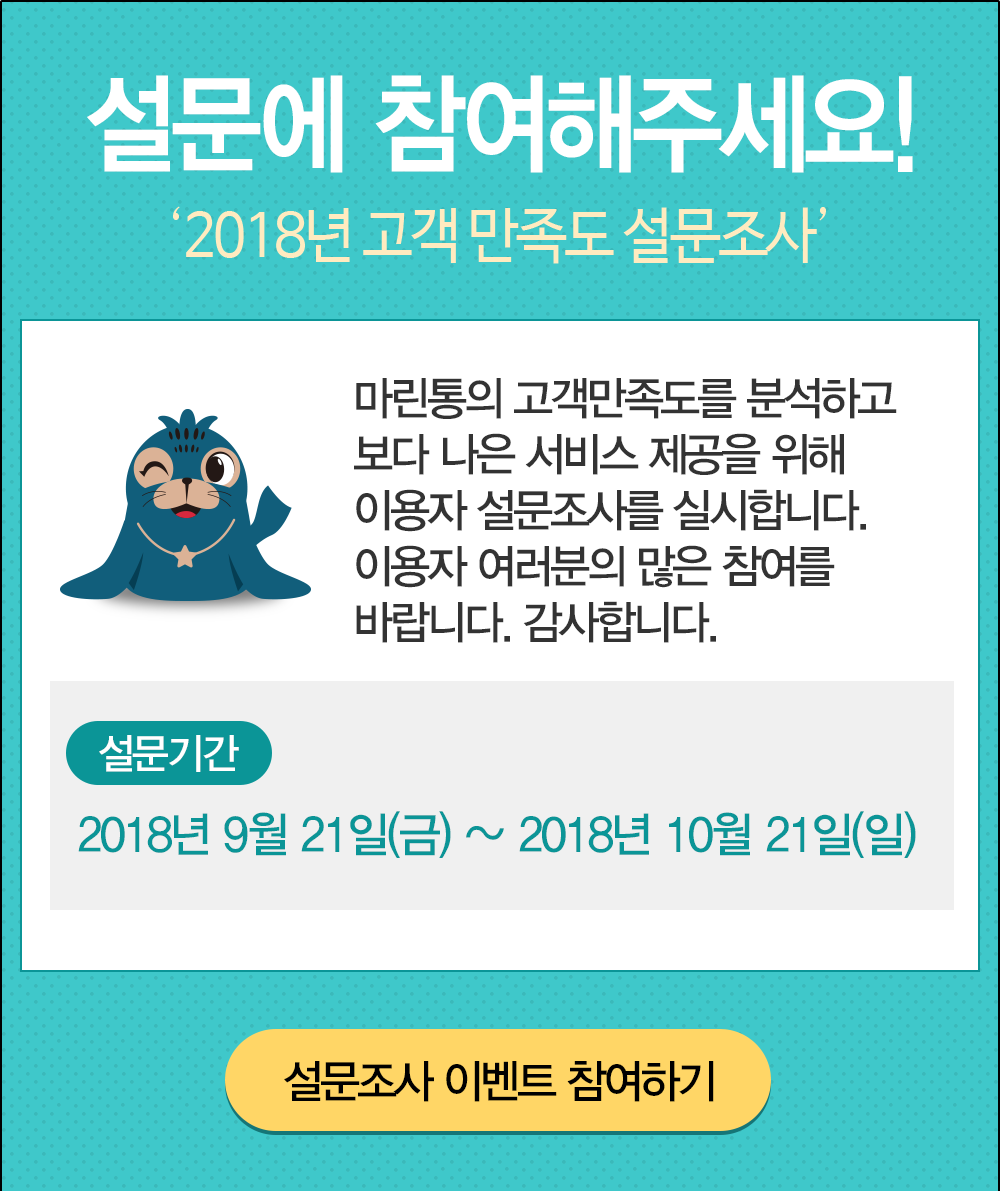 설문에 참여해주세요!
‘2018년 고객 만족도 설문조사’
마린통의 고객만족도를 분석하고
보다 나은 서비스 제공을 위해
이용자 설문조사를 실시합니다.
이용자 여러분의 많은 참여를
바랍니다. 감사합니다.
설문기간
2018년 9월 21일(금) ~ 2018년 10월 21일(일)
설문조사 이벤트 참여하기